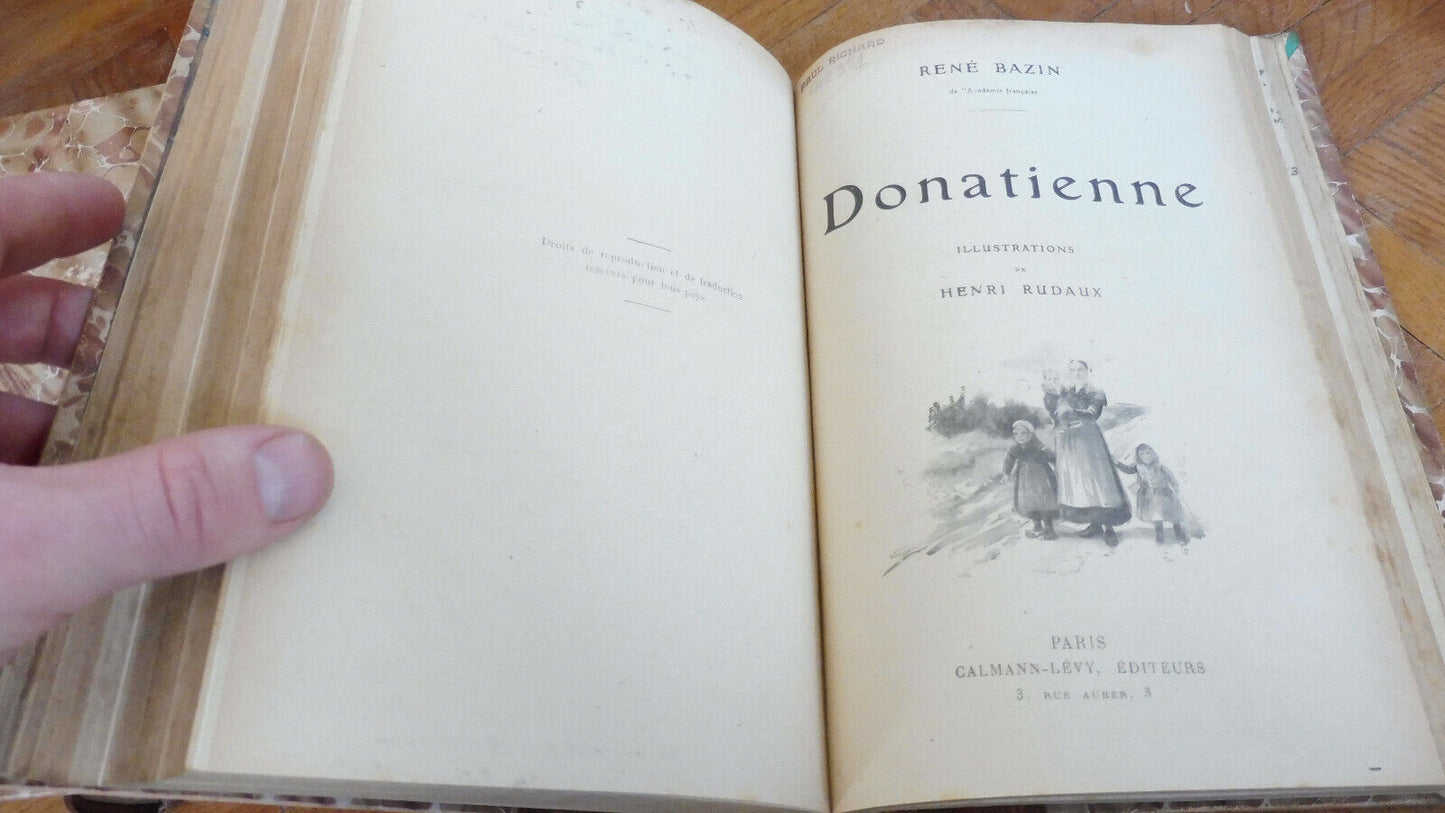 Droits de reproduction et de traduction
réservés pour tous pays
PAUL RICHARD
RENÉ BAZIN
de l'Académie française
Donatienne
ILLUSTRATIONS
DE
HENRI RUDAUX
PARIS
CALMANN-LÉVY, ÉDITEURS
3, RUE AUBER, 3